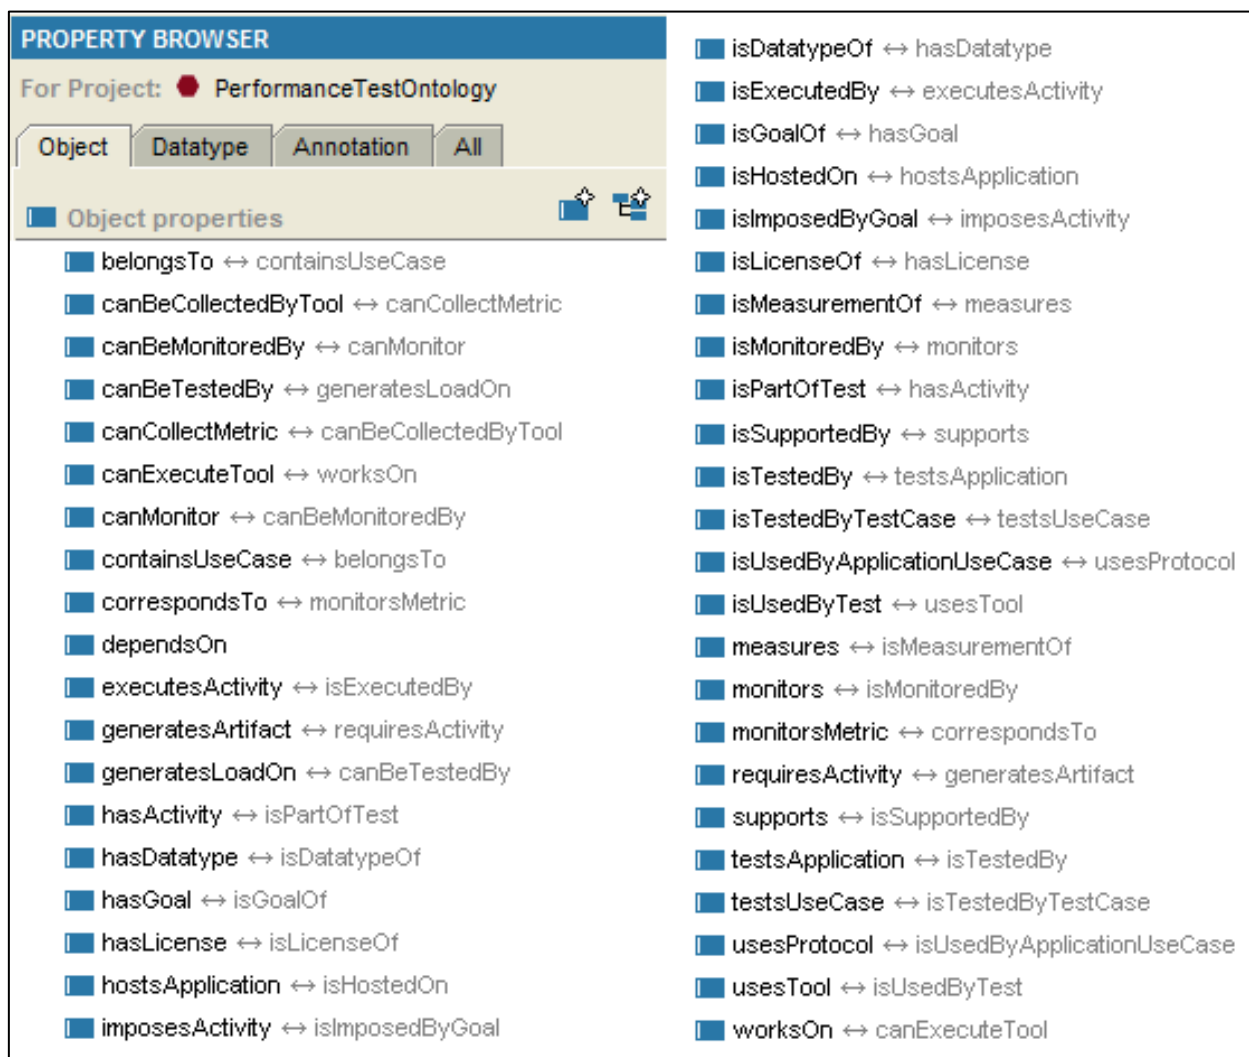 PROPERTY BROWSER
For Project: PerformanceTestOntology
Object Datatype Annotation All
Object properties
belongsTo ↔ containsUseCase
canBeCollectedByTool ↔ canCollectMetric
canBeMonitoredBy ↔ canMonitor
canBeTestedBy ↔ generatesLoadOn
canCollectMetric ↔ canBeCollectedByTool
canExecuteTool ↔ worksOn
canMonitor ↔ canBeMonitoredBy
containsUseCase ↔ belongsTo
correspondsTo ↔ monitorsMetric
dependsOn
executesActivity ↔ isExecutedBy
generatesArtifact ↔ requiresActivity
generatesLoadOn ↔ canBeTestedBy
hasActivity ↔ isPartOfTest
hasDatatype ↔ isDatatypeOf
hasGoal ↔ isGoalOf
hasLicense ↔ isLicenseOf
hostsApplication ↔ isHostedOn
imposesActivity ↔ isImposedByGoal
isDatatypeOf ↔ hasDatatype
isExecutedBy ↔ executesActivity
isGoalOf ↔ hasGoal
isHostedOn ↔ hostsApplication
isImposedByGoal ↔ imposesActivity
isLicenseOf ↔ hasLicense
isMeasurementOf ↔ measures
isMonitoredBy ↔ monitors
isPartOfTest ↔ hasActivity
isSupportedBy ↔ supports
isTestedBy ↔ testsApplication
isTestedByTestCase ↔ testsUseCase
isUsedByApplicationUseCase ↔ usesProtocol
isUsedByTest ↔ usesTool
measures ↔ isMeasurementOf
monitors ↔ isMonitoredBy
monitorsMetric ↔ correspondsTo
requiresActivity ↔ generatesArtifact
supports ↔ isSupportedBy
testsApplication ↔ isTestedBy
testsUseCase ↔ isTestedByTestCase
usesProtocol ↔ isUsedByApplicationUseCase
usesTool ↔ isUsedByTest
worksOn ↔ canExecuteTool